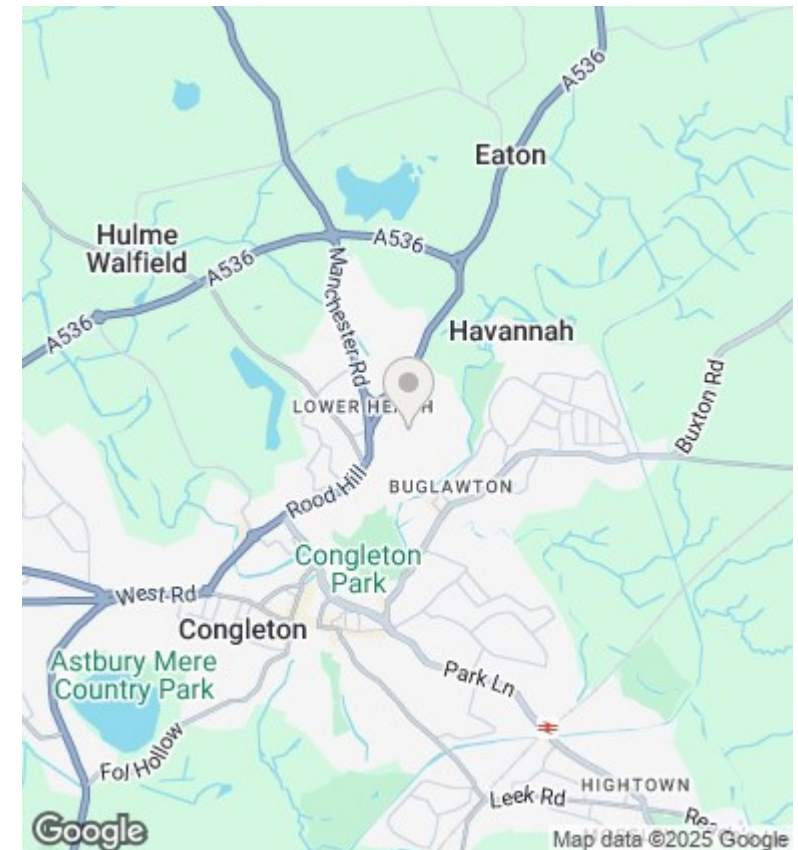 A536
Eaton
Hulme
Walfield
A536
A536
A536
Manchester Rd
Havannah
Buxton Rd
LOWER HEATH
BUGLAWTON
Rood Hill
Congleton
Park
West Rd
Congleton
Astbury Mere
Country Park
Park Ln
Fol Hollow
HIGHTOWN
Leek Rd
Google
Map data ©2025 Google